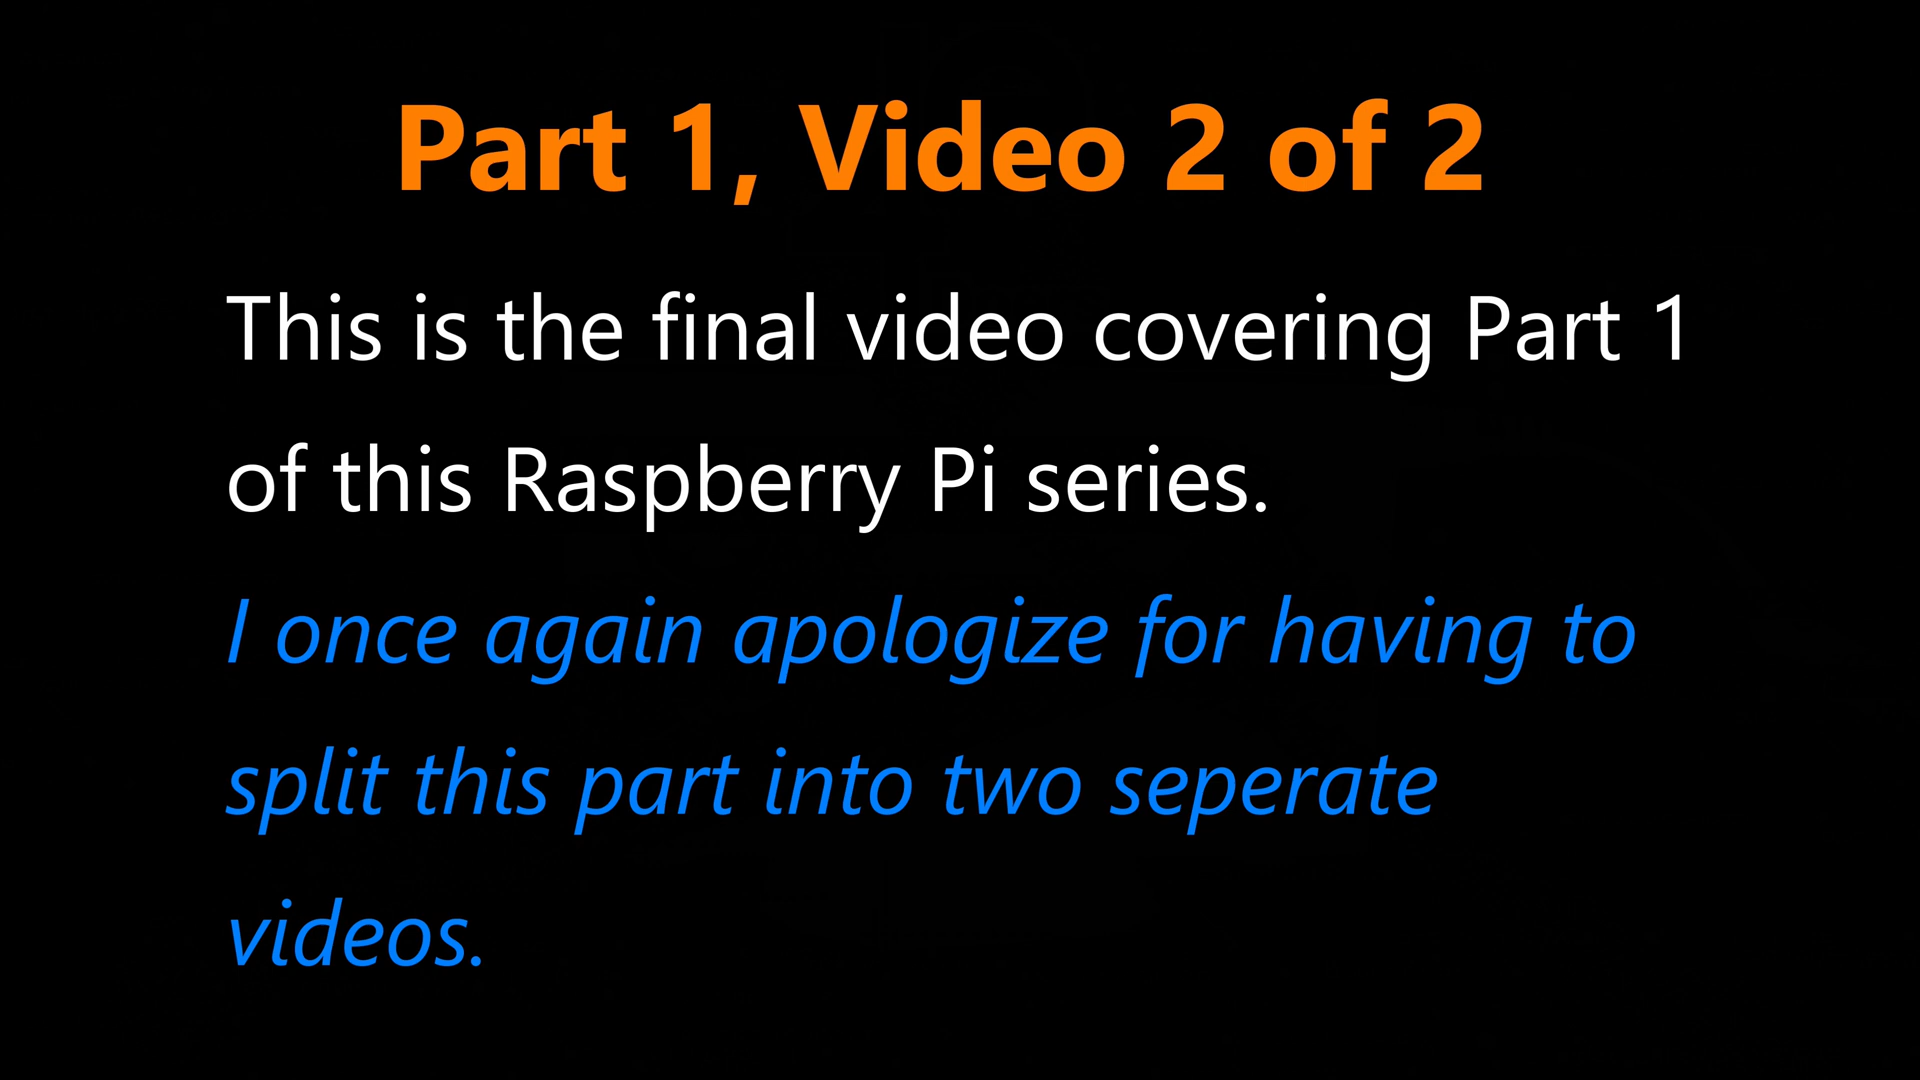 Part 1, Video 2 of 2
This is the final video covering Part 1
of this Raspberry Pi series.
I once again apologize for having to
split this part into two seperate
videos.